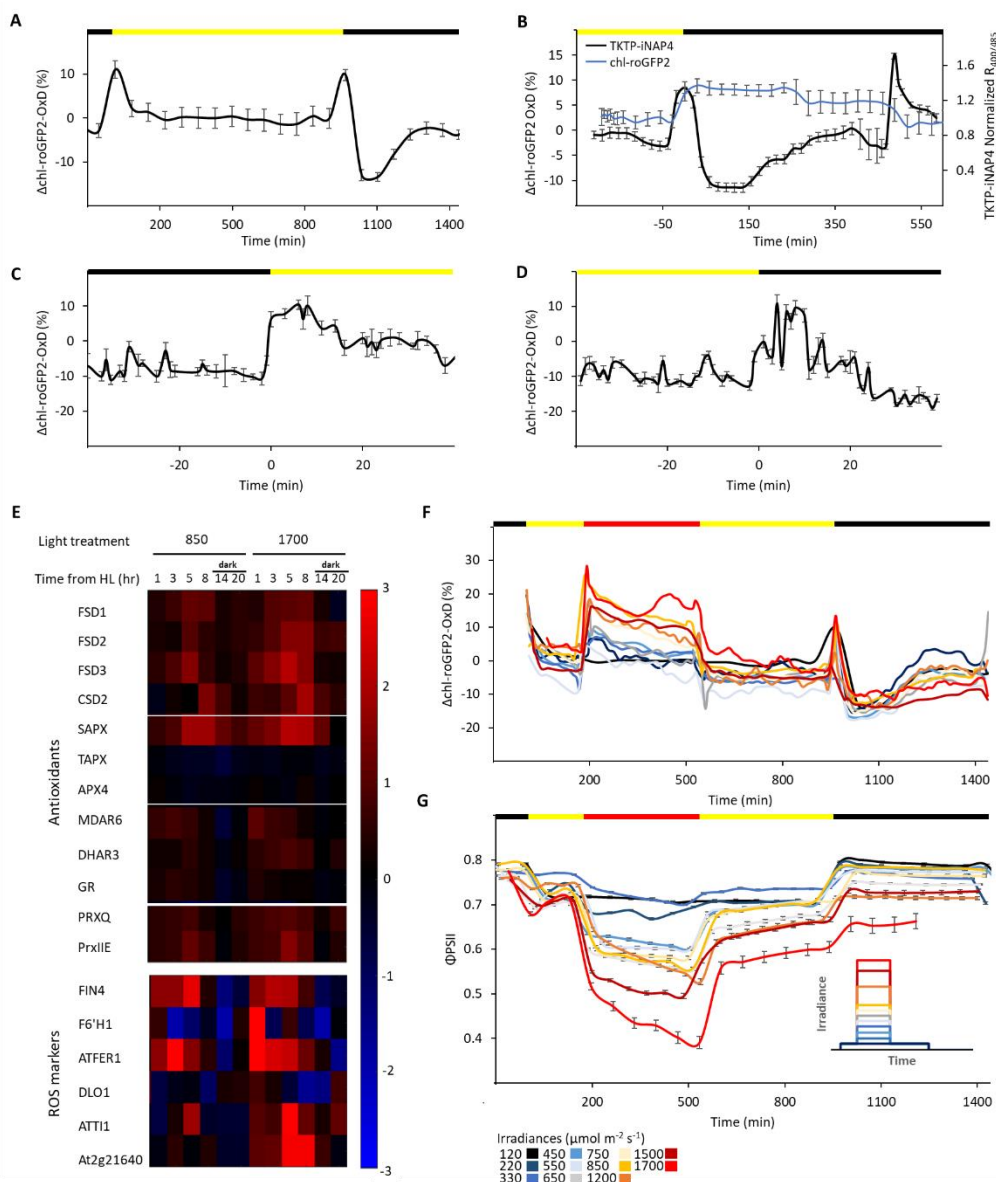 A
10
0
-10
Δchl-roGFP2-OxD (%)
200 500 800 1100 1400
Time (min)
B
TKTP-iNAP4
chl-roGFP2
15
10
5
0
-5
-10
Δchl-roGFP2 OxD (%)
1.6
1.2
0.8
0.4
TKTP-iNAP4 Normalized R400/485
-50 150 350 550
Time (min)
C
10
0
-10
-20
Δchl-roGFP2-OxD (%)
-20 0 20
Time (min)
D
10
0
-10
-20
Δchl-roGFP2-OxD (%)
-20 0 20
Time (min)
E
Light treatment 850 1700
dark dark
Time from HL (hr) 1 3 5 8 14 20 1 3 5 8 14 20
FSD1
FSD2
FSD3
CSD2
SAPX
TAPX
APX4
MDAR6
DHAR3
GR
PRXQ
PrxIIE
Antioxidants
FIN4
F6'H1
ATFER1
DLO1
ATTI1
At2g21640
ROS markers
3
2
1
0
-1
-2
-3
F
30
20
10
0
-10
-20
Δchl-roGFP2-OxD (%)
200 500 800 1100 1400
Time (min)
G
0.8
0.7
0.6
0.5
0.4
ΦPSII
Irradiance
Time
200 500 800 1100 1400
Time (min)
Irradiances (μmol m⁻² s⁻¹)
120 450 750 1500
220 550 850 1700
330 650 1200